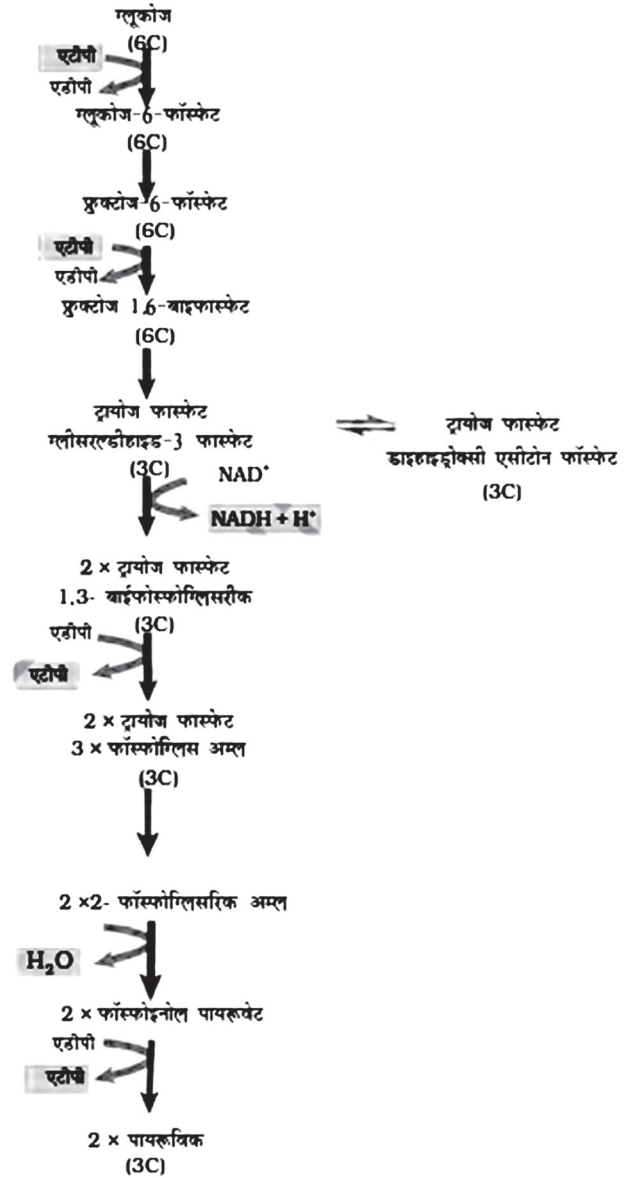 ग्लूकोज
(6C)
एटीपी
एडीपी
ग्लूकोज-6-फॉस्फेट
(6C)
फ्रुक्टोज-6-फॉस्फेट
(6C)
एटीपी
एडीपी
फ्रुक्टोज 1,6-बाइफास्फेट
(6C)
ट्रायोज फास्फेट
ग्लीसरल्डीहाइड-3 फास्फेट
(3C)
ट्रायोज फास्फेट
डाइहाइड्रोक्सी एसीटोन फॉस्फेट
(3C)
NAD⁺
NADH + H⁺
2 × ट्रायोज फास्फेट
1,3- बाईफोस्फोग्लिसरीक
(3C)
एडीपी
एटीपी
2 × ट्रायोज फास्फेट
3 × फॉस्फोग्लिस अम्ल
(3C)
2 ×2- फॉस्फोग्लिसरिक अम्ल
H₂O
2 × फॉस्फोइनोल पायरूवेट
एडीपी
एटीपी
2 × पायरूविक
(3C)